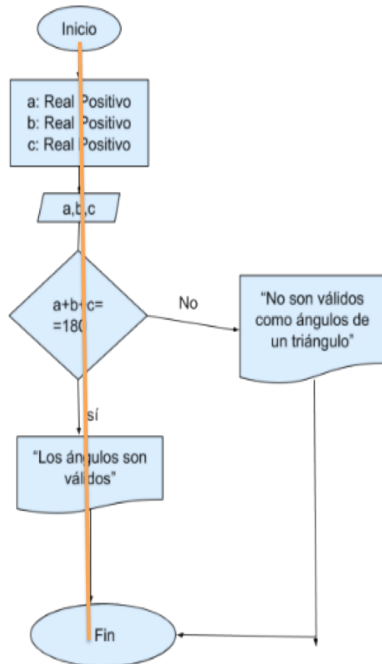 Inicio
a: Real Positivo
b: Real Positivo
c: Real Positivo
a,b,c
a+b+c=
=180
No
"No son válidos
como ángulos de
un triángulo"
sí
"Los ángulos son
válidos"
Fin